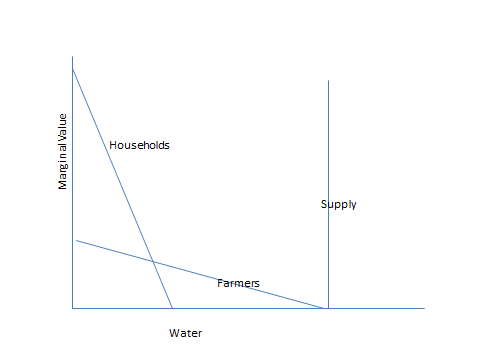 Marginal Value
Households
Supply
Farmers
Water